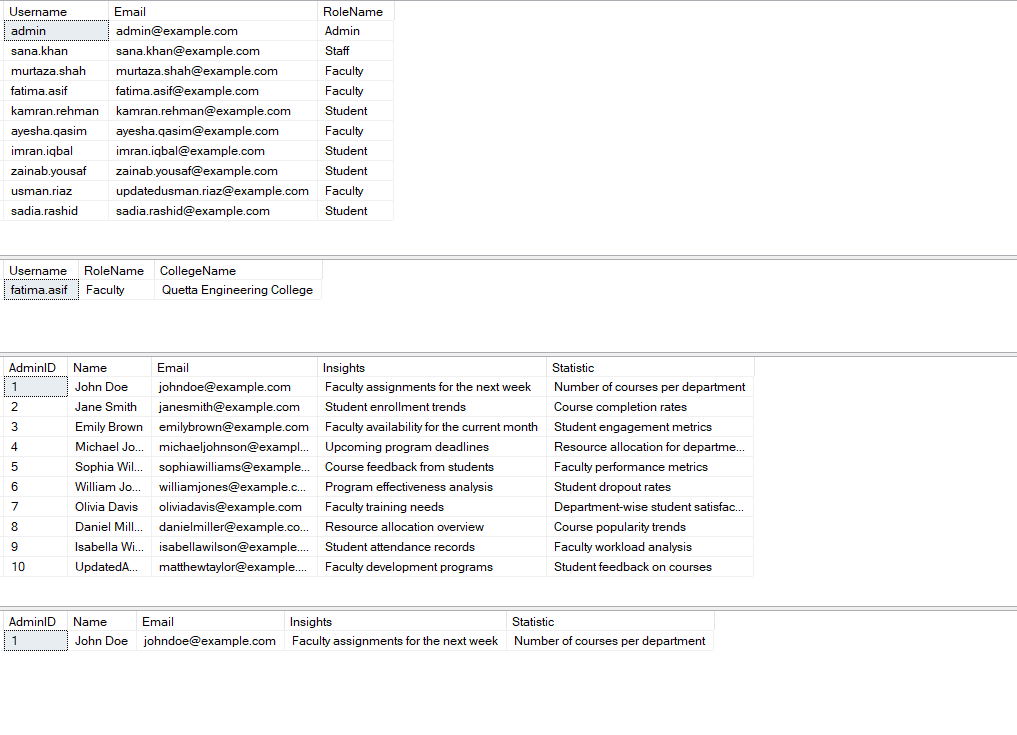 Username Email RoleName
admin admin@example.com Admin
sana.khan sana.khan@example.com Staff
murtaza.shah murtaza.shah@example.com Faculty
fatima.asif fatima.asif@example.com Faculty
kamran.rehman kamran.rehman@example.com Student
ayesha.qasim ayesha.qasim@example.com Faculty
imran.iqbal imran.iqbal@example.com Student
zainab.yousaf zainab.yousaf@example.com Student
usman.riaz updatedusman.riaz@example.com Faculty
sadia.rashid sadia.rashid@example.com Student
Username RoleName CollegeName
fatima.asif Faculty Quetta Engineering College
AdminID Name Email Insights Statistic
1 John Doe johndoe@example.com Faculty assignments for the next week Number of courses per department
2 Jane Smith janesmith@example.com Student enrollment trends Course completion rates
3 Emily Brown emilybrown@example.com Faculty availability for the current month Student engagement metrics
4 Michael Jo... michaeljohnson@exampl... Upcoming program deadlines Resource allocation for departme...
5 Sophia Wil... sophiawilliams@example... Course feedback from students Faculty performance metrics
6 William Jo... williamjones@example.c... Program effectiveness analysis Student dropout rates
7 Olivia Davis oliviadavis@example.com Faculty training needs Department-wise student satisfac...
8 Daniel Mill... danielmiller@example.co... Resource allocation overview Course popularity trends
9 Isabella Wi... isabellawilson@example.... Student attendance records Faculty workload analysis
10 UpdatedA... matthewtaylor@example.... Faculty development programs Student feedback on courses
AdminID Name Email Insights Statistic
1 John Doe johndoe@example.com Faculty assignments for the next week Number of courses per department